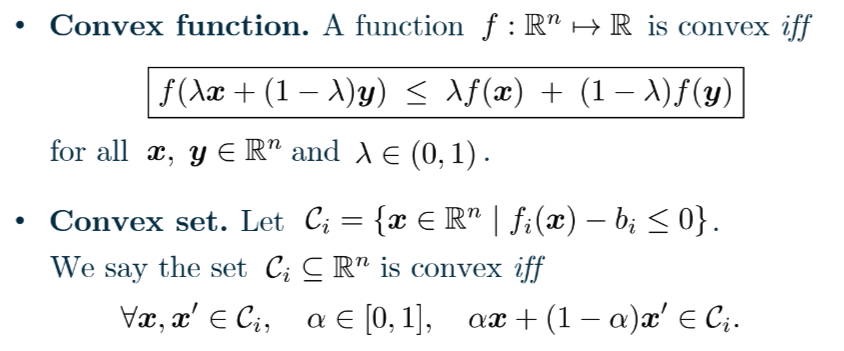 • Convex function. A function f : ℝⁿ ↦ ℝ is convex iff
f(λx + (1 − λ)y) ≤ λf(x) + (1 − λ)f(y)
for all x, y ∈ ℝⁿ and λ ∈ (0, 1).
• Convex set. Let 𝒞ᵢ = {x ∈ ℝⁿ | fᵢ(x) − bᵢ ≤ 0}.
We say the set 𝒞ᵢ ⊆ ℝⁿ is convex iff
∀x, x′ ∈ 𝒞ᵢ, α ∈ [0, 1], αx + (1 − α)x′ ∈ 𝒞ᵢ.